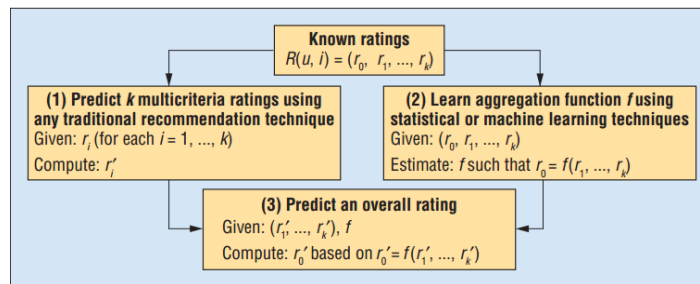 Known ratings
R(u, i) = (r₀, r₁, ..., rₖ)
(1) Predict k multicriteria ratings using
any traditional recommendation technique
Given: rᵢ (for each i = 1, ..., k)
Compute: rᵢ′
(2) Learn aggregation function f using
statistical or machine learning techniques
Given: (r₀, r₁, ..., rₖ)
Estimate: f such that r₀ = f(r₁, ..., rₖ)
(3) Predict an overall rating
Given: (r₁′, ..., rₖ′), f
Compute: r₀′ based on r₀′ = f(r₁′, ..., rₖ′)